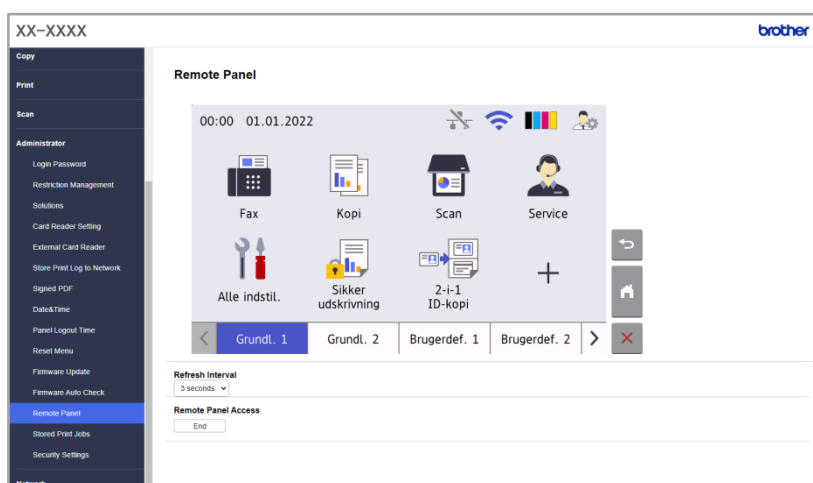 XX-XXXX
brother
Copy
Print
Scan
Administrator
Login Password
Restriction Management
Solutions
Card Reader Setting
External Card Reader
Store Print Log to Network
Signed PDF
Date&Time
Panel Logout Time
Reset Menu
Firmware Update
Firmware Auto Check
Remote Panel
Stored Print Jobs
Security Settings
Network
Remote Panel
00:00 01.01.2022
Fax Kopi Scan Service
Alle indstil. Sikker udskrivning 2-i-1 ID-kopi
Grundl. 1 Grundl. 2 Brugerdef. 1 Brugerdef. 2
Refresh Interval
3 seconds
Remote Panel Access
End